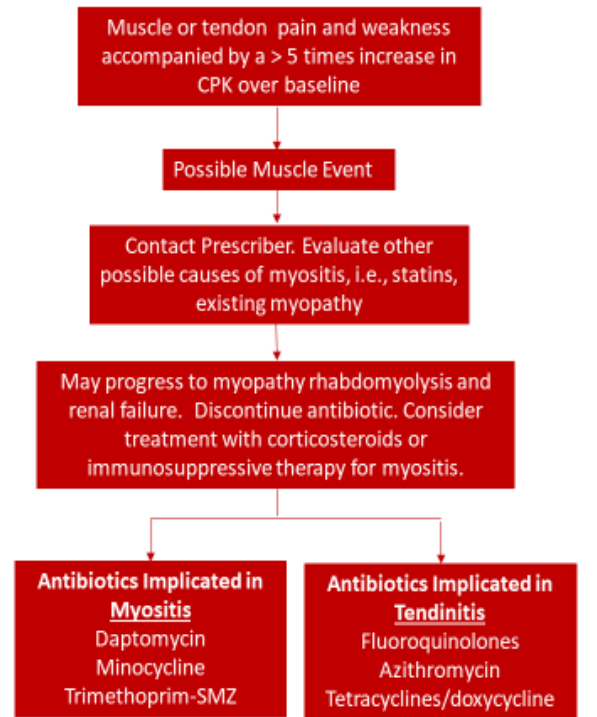 Muscle or tendon pain and weakness
accompanied by a > 5 times increase in
CPK over baseline
Possible Muscle Event
Contact Prescriber. Evaluate other
possible causes of myositis, i.e., statins,
existing myopathy
May progress to myopathy rhabdomyolysis and
renal failure. Discontinue antibiotic. Consider
treatment with corticosteroids or
immunosuppressive therapy for myositis.
Antibiotics Implicated in
Myositis
Daptomycin
Minocycline
Trimethoprim-SMZ
Antibiotics Implicated in
Tendinitis
Fluoroquinolones
Azithromycin
Tetracyclines/doxycycline